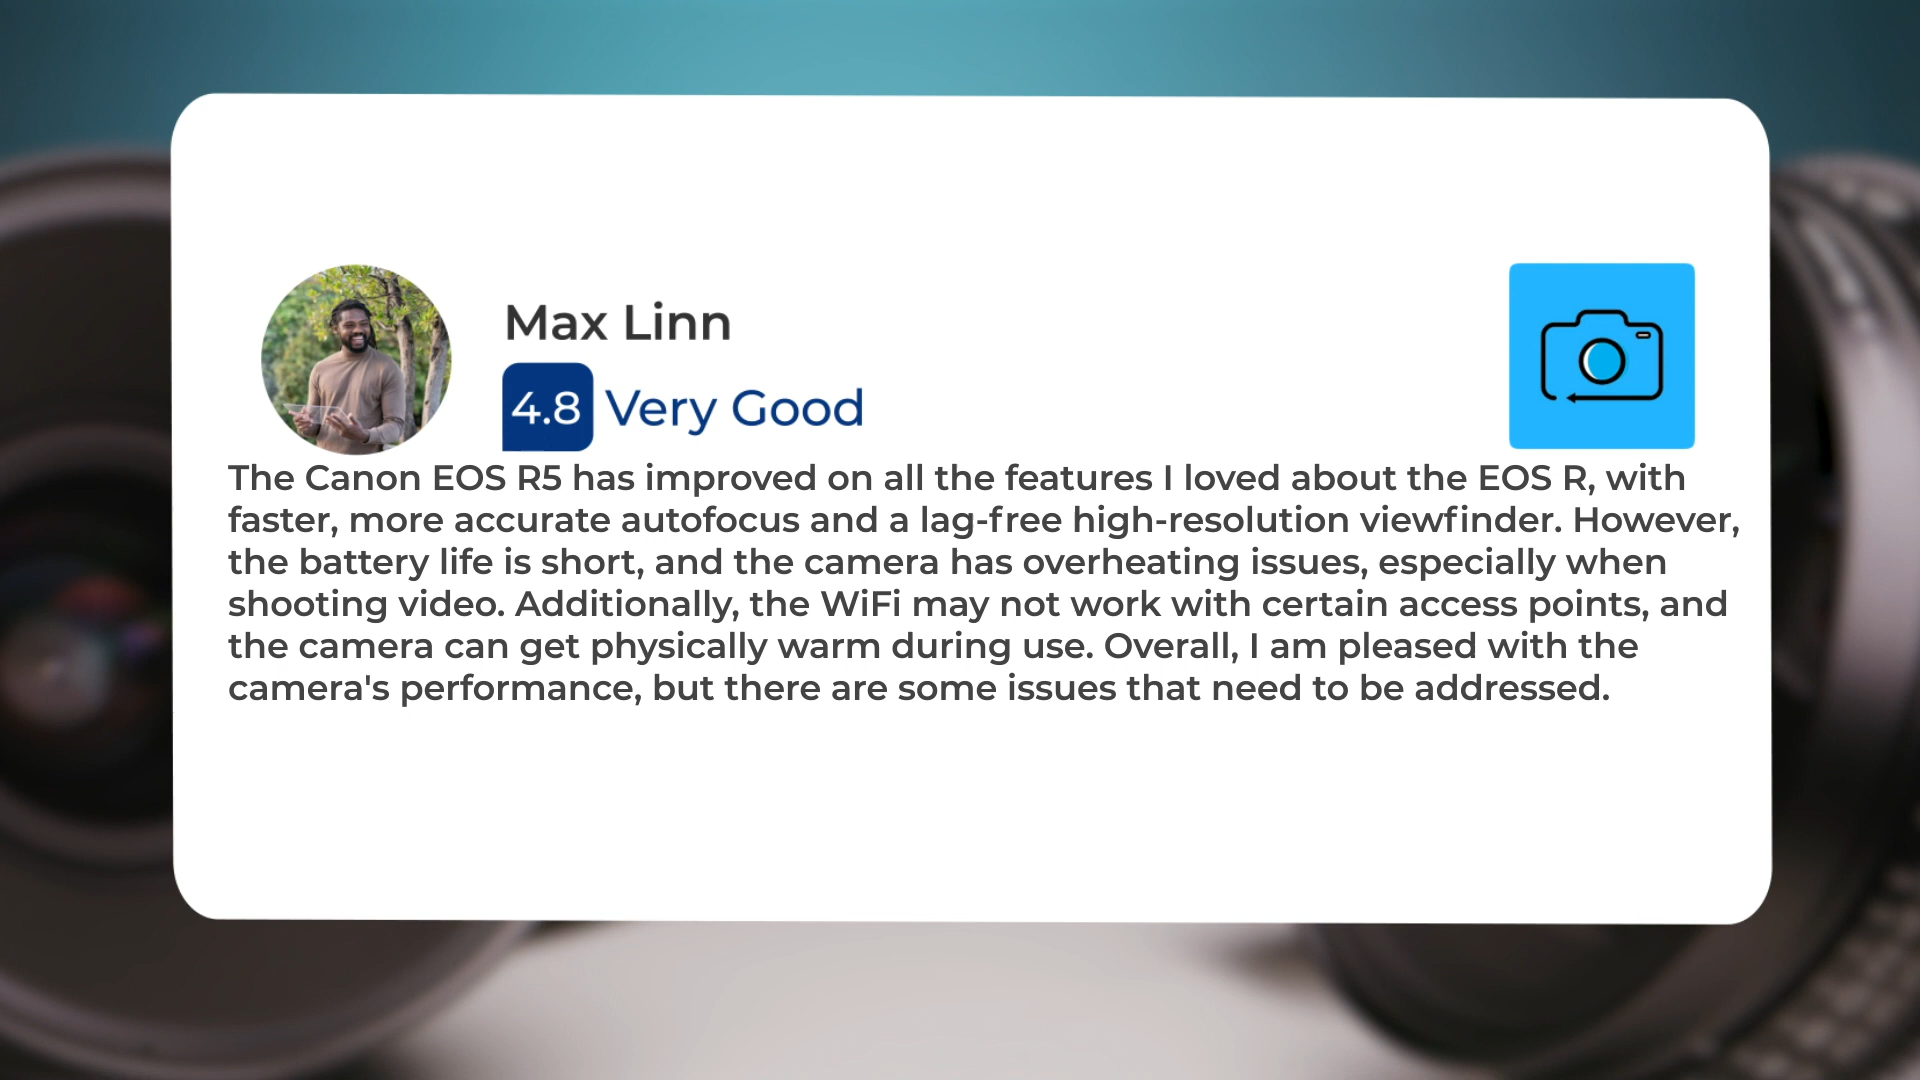 Max Linn
4.8 Very Good
The Canon EOS R5 has improved on all the features I loved about the EOS R, with
faster, more accurate autofocus and a lag-free high-resolution viewfinder. However,
the battery life is short, and the camera has overheating issues, especially when
shooting video. Additionally, the WiFi may not work with certain access points, and
the camera can get physically warm during use. Overall, I am pleased with the
camera's performance, but there are some issues that need to be addressed.